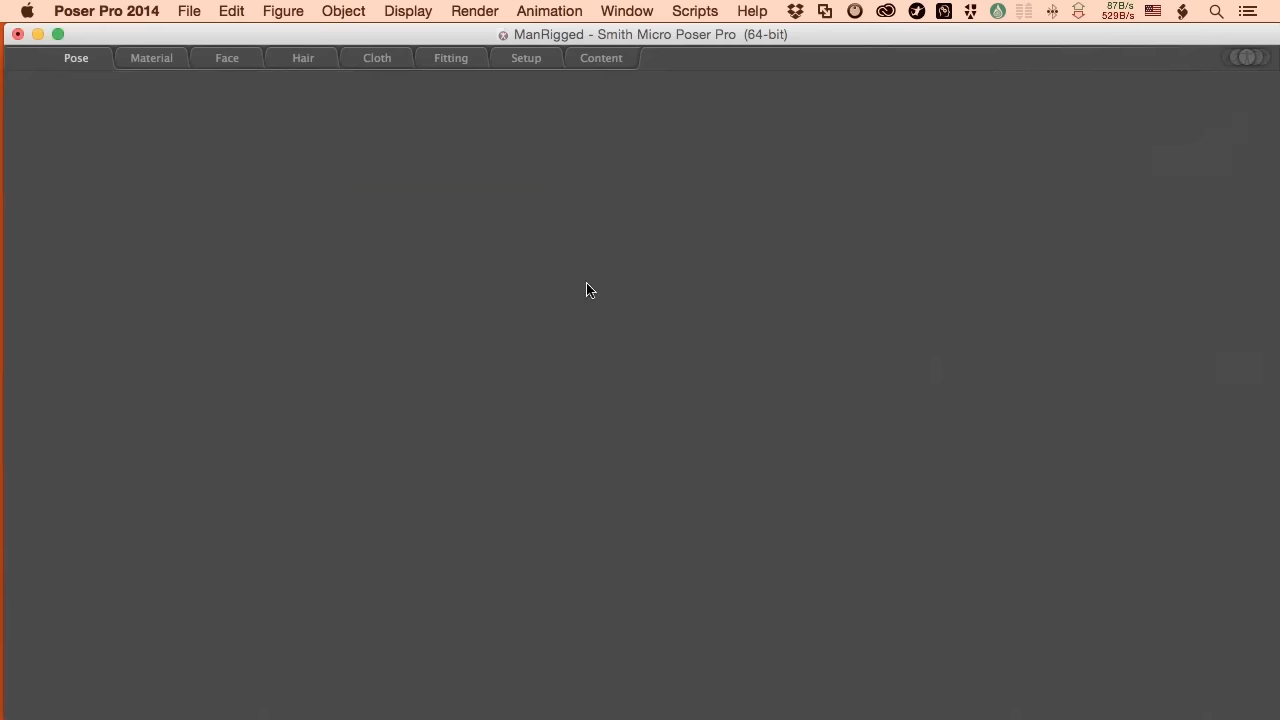 Poser Pro 2014 File Edit Figure Object Display Render Animation Window Scripts Help 87B/s
529B/s
ManRigged - Smith Micro Poser Pro (64-bit)
Pose Material Face Hair Cloth Fitting Setup Content